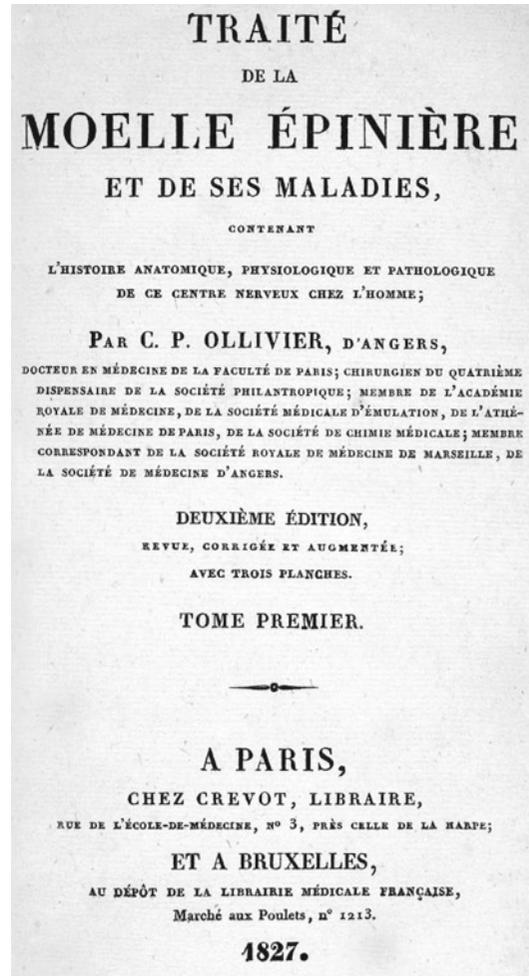 TRAITÉ
DE LA
MOELLE ÉPINIÈRE
ET DE SES MALADIES,
CONTENANT
L'HISTOIRE ANATOMIQUE, PHYSIOLOGIQUE ET PATHOLOGIQUE
DE CE CENTRE NERVEUX CHEZ L'HOMME;
PAR C. P. OLLIVIER, D'ANGERS,
DOCTEUR EN MÉDECINE DE LA FACULTÉ DE PARIS; CHIRURGIEN DU QUATRIÈME
DISPENSAIRE DE LA SOCIÉTÉ PHILANTROPIQUE; MEMBRE DE L'ACADÉMIE
ROYALE DE MÉDECINE, DE LA SOCIÉTÉ MÉDICALE D'ÉMULATION, DE L'ATHÉ-
NÉE DE MÉDECINE DE PARIS, DE LA SOCIÉTÉ DE CHIMIE MÉDICALE; MEMBRE
CORRESPONDANT DE LA SOCIÉTÉ ROYALE DE MÉDECINE DE MARSEILLE, DE
LA SOCIÉTÉ DE MÉDECINE D'ANGERS.
DEUXIÈME ÉDITION,
REVUE, CORRIGÉE ET AUGMENTÉE;
AVEC TROIS PLANCHES.
TOME PREMIER.
A PARIS,
CHEZ CREVOT, LIBRAIRE,
RUE DE L'ÉCOLE-DE-MÉDECINE, Nº 3, PRÈS CELLE DE LA HARPE;
ET A BRUXELLES,
AU DÉPÔT DE LA LIBRAIRIE MÉDICALE FRANÇAISE,
Marché aux Poulets, nº 1213.
1827.